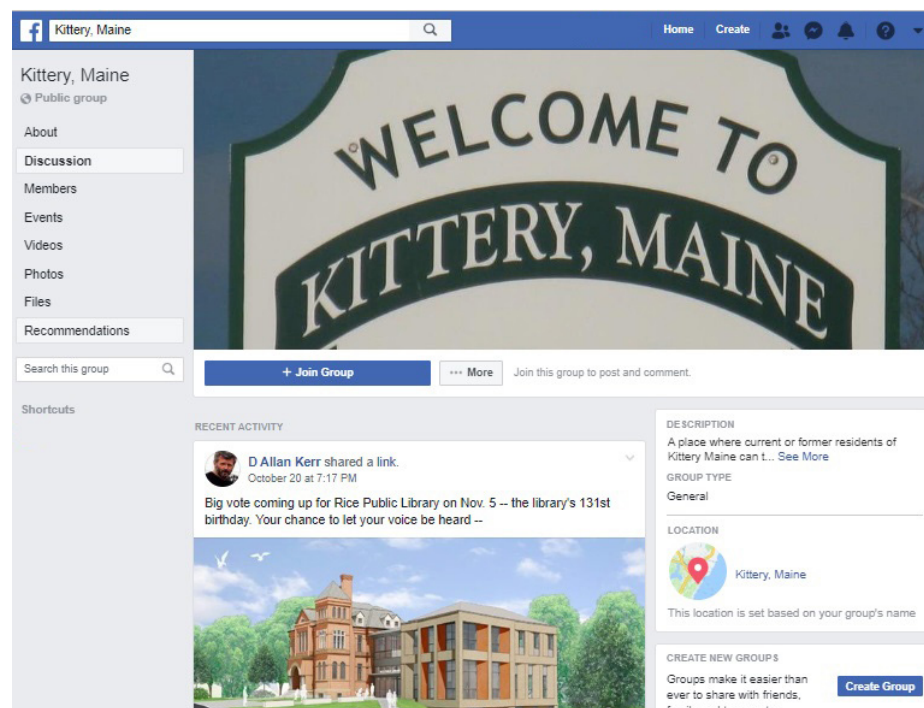 f
Kittery, Maine
Home
Create
Kittery, Maine
Public group
About
Discussion
Members
Events
Videos
Photos
Files
Recommendations
Search this group
Shortcuts
WELCOME TO
KITTERY, MAINE
+ Join Group
••• More
Join this group to post and comment.
RECENT ACTIVITY
D Allan Kerr shared a link.
October 20 at 7:17 PM
Big vote coming up for Rice Public Library on Nov. 5 -- the library's 131st
birthday. Your chance to let your voice be heard --
DESCRIPTION
A place where current or former residents of
Kittery Maine can t... See More
GROUP TYPE
General
LOCATION
Kittery, Maine
This location is set based on your group's name
CREATE NEW GROUPS
Groups make it easier than
ever to share with friends,
Create Group